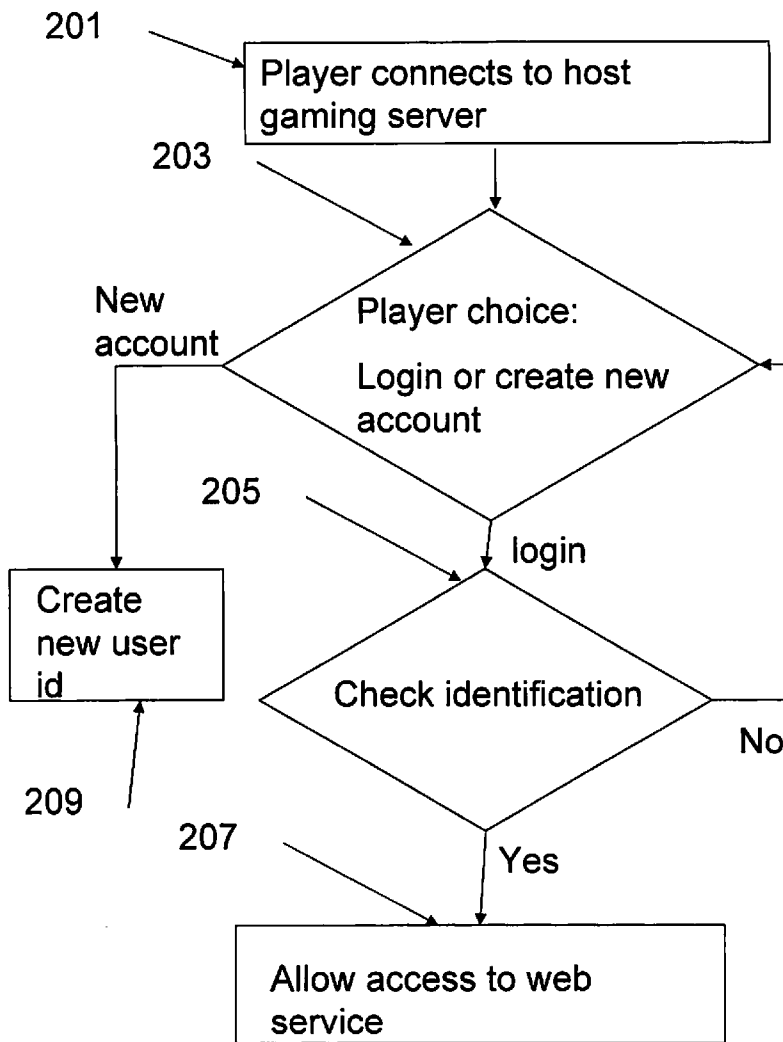 201
Player connects to host
gaming server
203
New
account
Player choice:
Login or create new
account
205
login
Create
new user
id
Check identification
No
209
207
Yes
Allow access to web
service